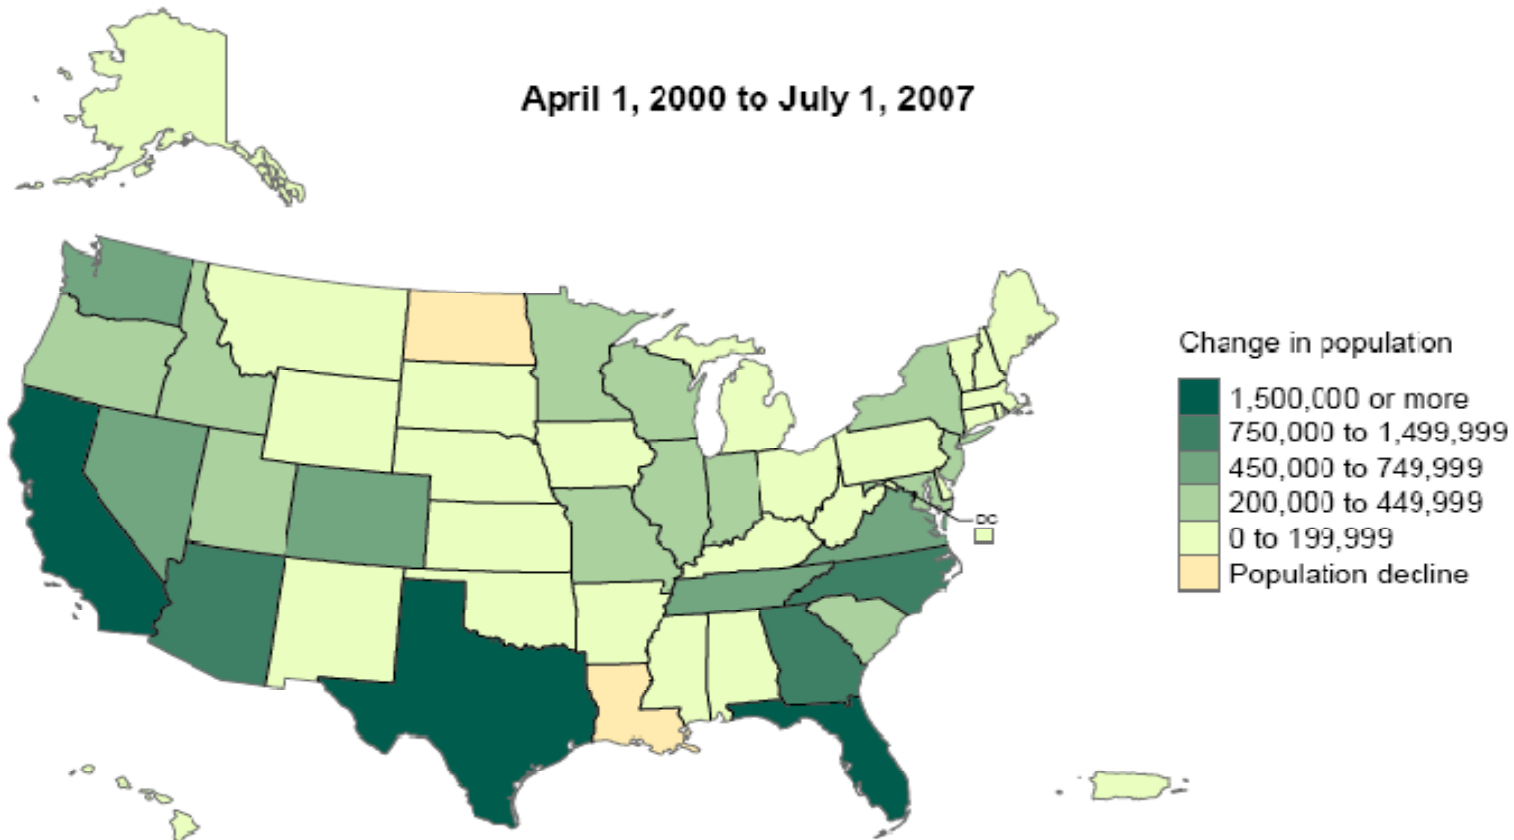 April 1, 2000 to July 1, 2007
Change in population
1,500,000 or more
750,000 to 1,499,999
450,000 to 749,999
200,000 to 449,999
0 to 199,999
Population decline
DC